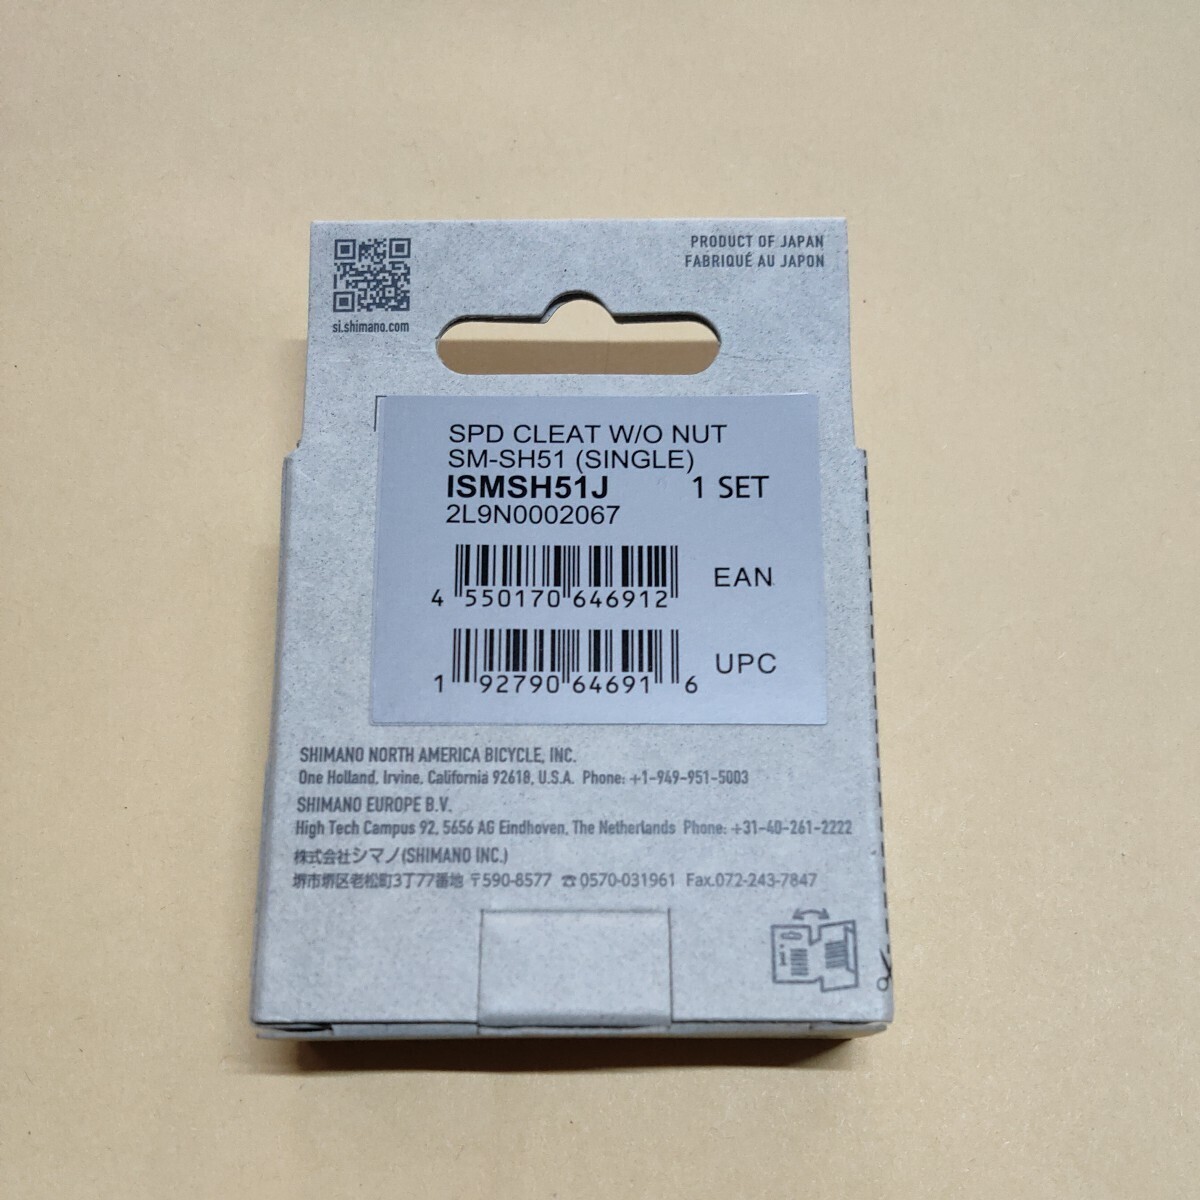 PRODUCT OF JAPAN
FABRIQUÉ AU JAPON
si.shimano.com
SPD CLEAT W/O NUT
SM-SH51 (SINGLE)
ISMSH51J 1 SET
2L9N0002067
4 550170 646912 EAN
1 92790 64691 6 UPC
SHIMANO NORTH AMERICA BICYCLE, INC.
One Holland, Irvine, California 92618, U.S.A. Phone: +1-949-951-5003
SHIMANO EUROPE B.V.
High Tech Campus 92, 5656 AG Eindhoven, The Netherlands Phone: +31-40-261-2222
株式会社シマノ(SHIMANO INC.)
堺市堺区老松町3丁77番地 〒590-8577 ☎0570-031961 Fax.072-243-7847